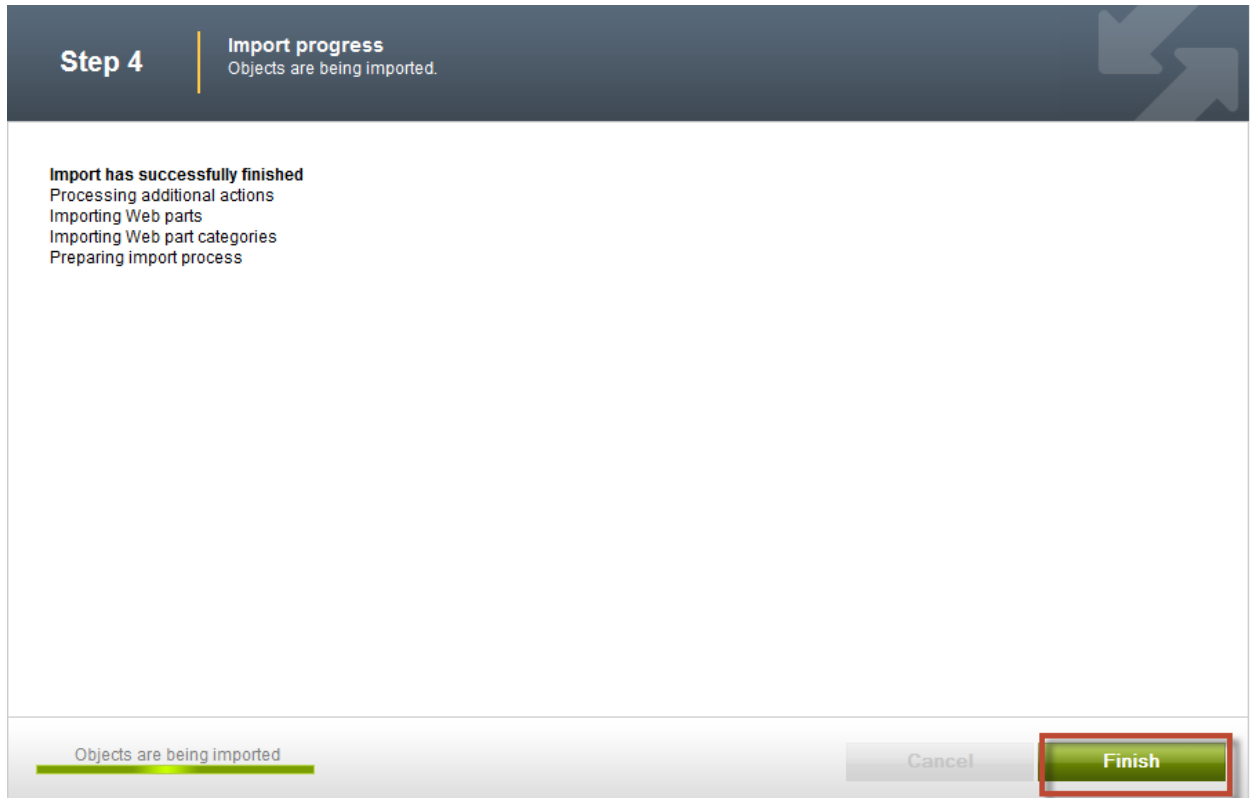 Step 4
Import progress
Objects are being imported.
Import has successfully finished
Processing additional actions
Importing Web parts
Importing Web part categories
Preparing import process
Objects are being imported
Cancel
Finish